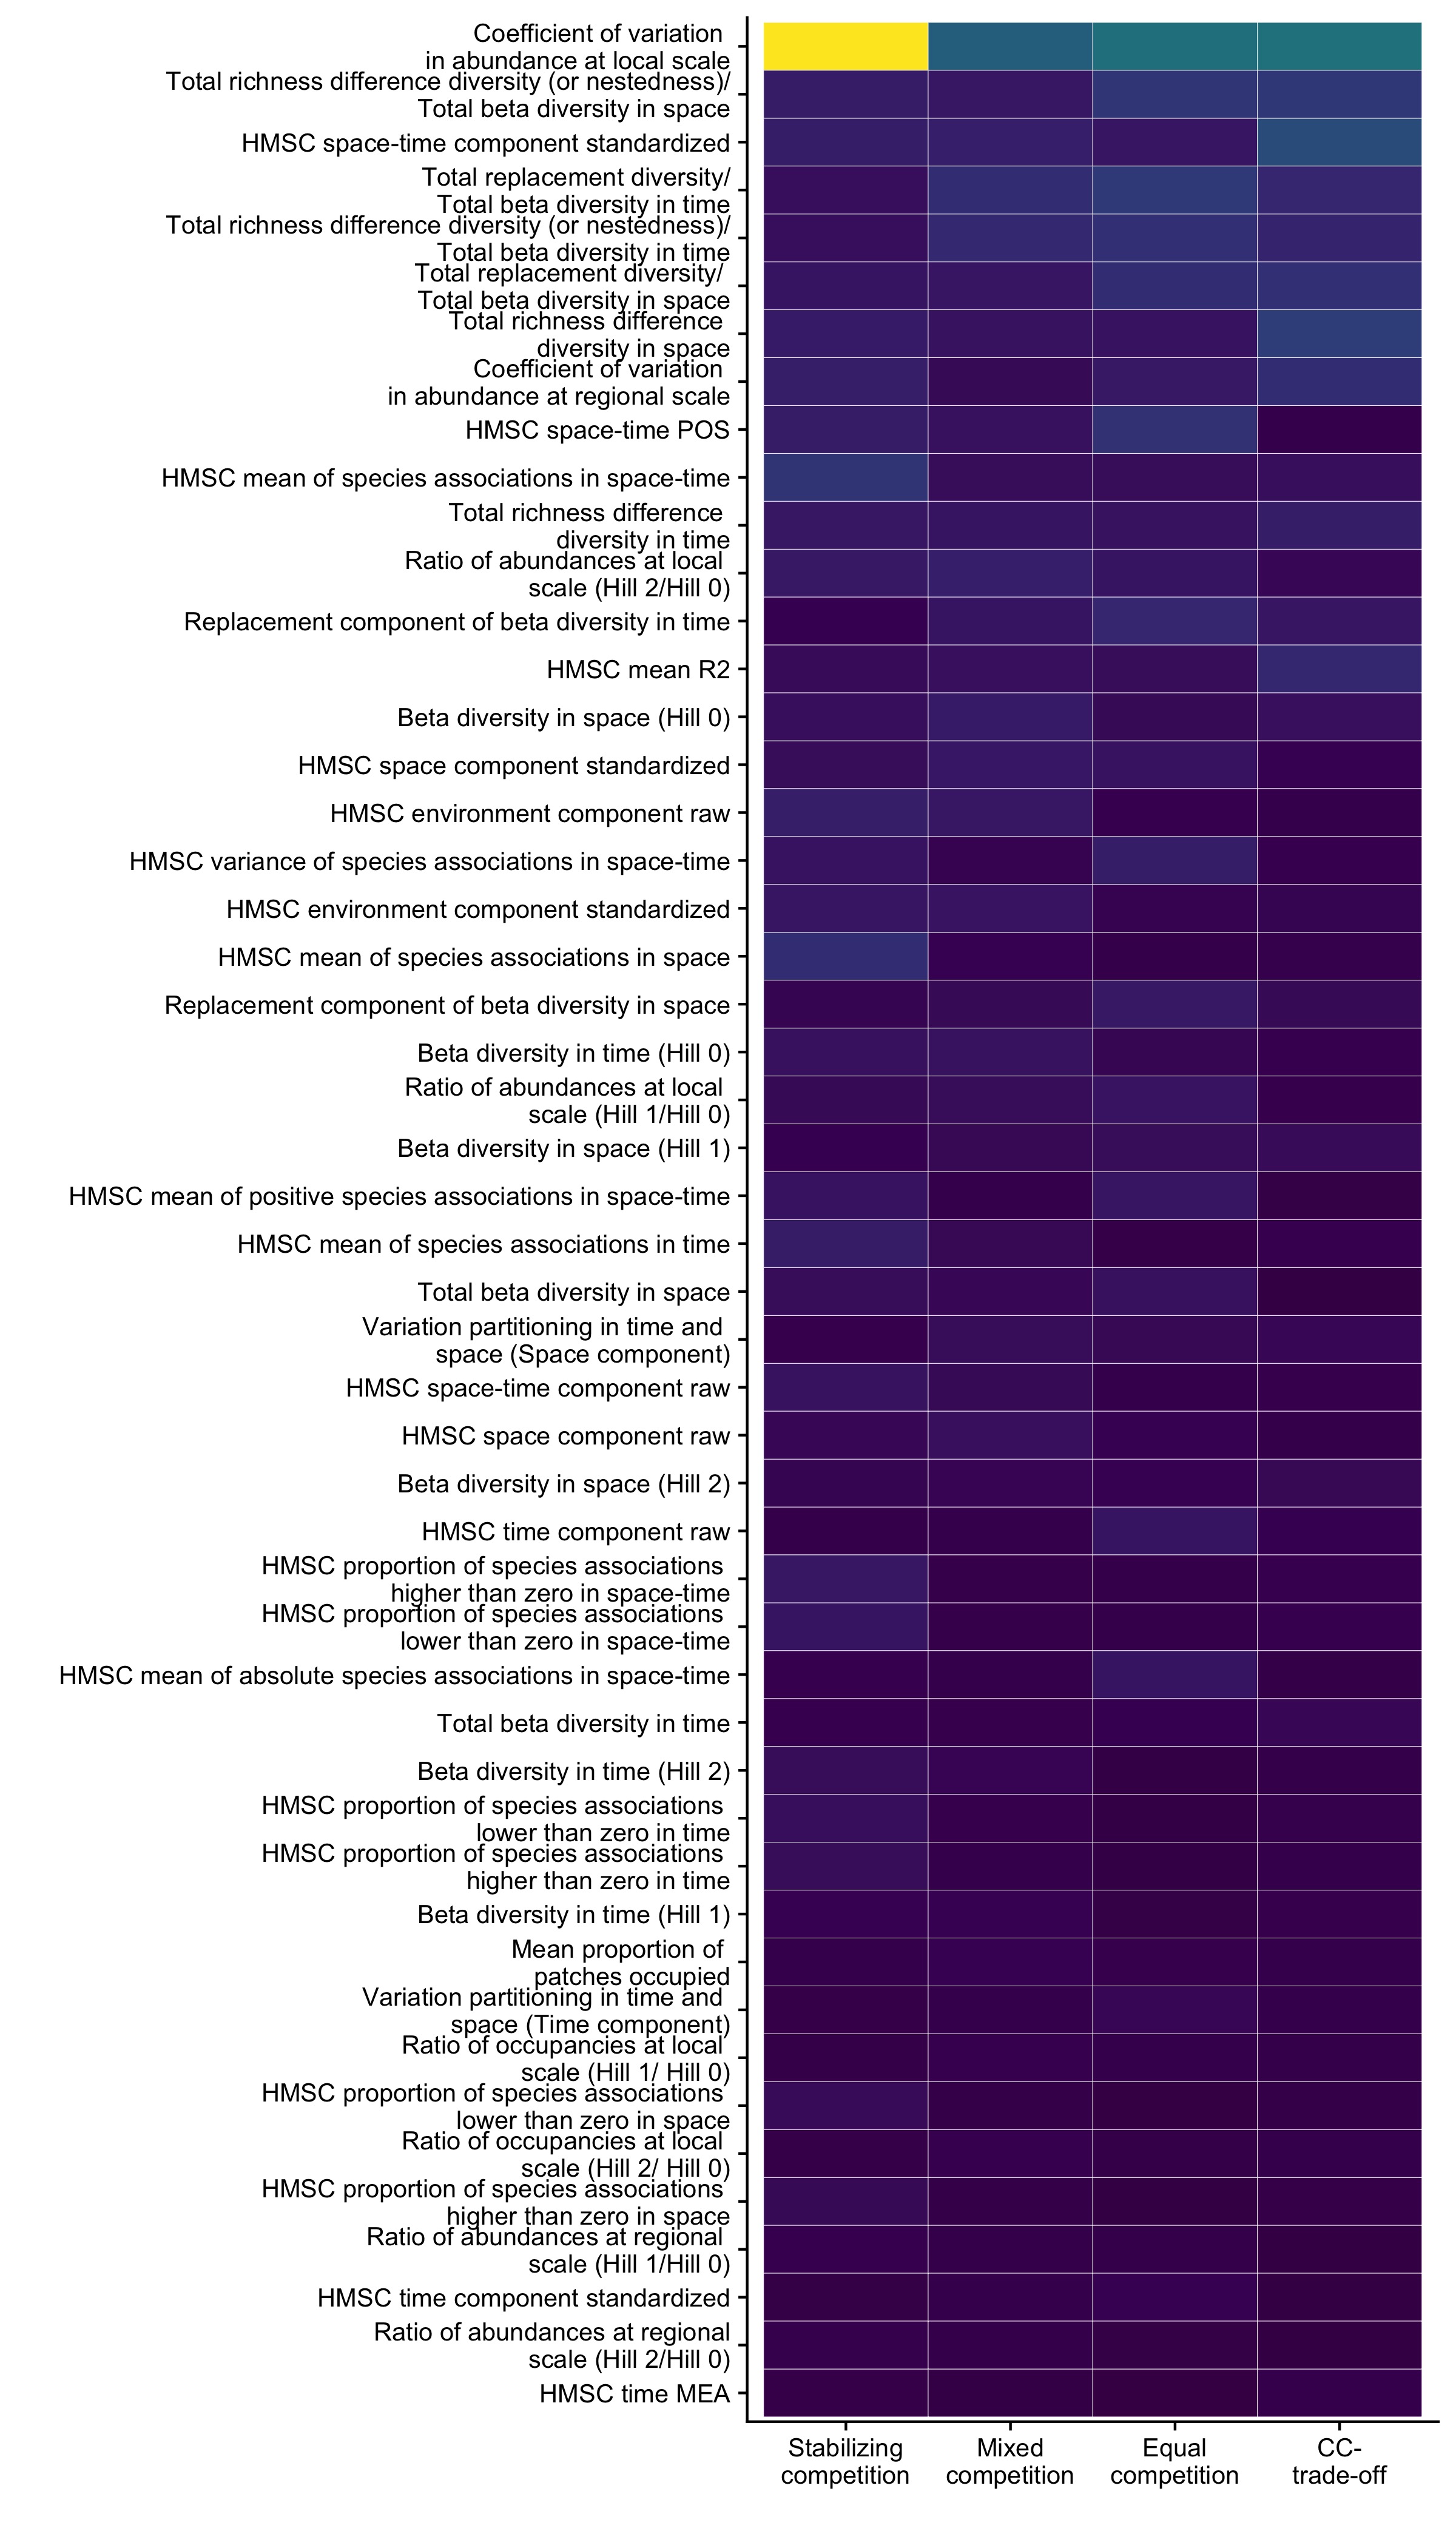 Coefficient of variation
in abundance at local scale
Total richness difference diversity (or nestedness)/
Total beta diversity in space
HMSC space-time component standardized
Total replacement diversity/
Total beta diversity in time
Total richness difference diversity (or nestedness)/
Total beta diversity in time
Total replacement diversity/
Total beta diversity in space
Total richness difference
diversity in space
Coefficient of variation
in abundance at regional scale
HMSC space-time POS
HMSC mean of species associations in space-time
Total richness difference
diversity in time
Ratio of abundances at local
scale (Hill 2/Hill 0)
Replacement component of beta diversity in time
HMSC mean R2
Beta diversity in space (Hill 0)
HMSC space component standardized
HMSC environment component raw
HMSC variance of species associations in space-time
HMSC environment component standardized
HMSC mean of species associations in space
Replacement component of beta diversity in space
Beta diversity in time (Hill 0)
Ratio of abundances at local
scale (Hill 1/Hill 0)
Beta diversity in space (Hill 1)
HMSC mean of positive species associations in space-time
HMSC mean of species associations in time
Total beta diversity in space
Variation partitioning in time and
space (Space component)
HMSC space-time component raw
HMSC space component raw
Beta diversity in space (Hill 2)
HMSC time component raw
HMSC proportion of species associations
higher than zero in space-time
HMSC proportion of species associations
lower than zero in space-time
HMSC mean of absolute species associations in space-time
Total beta diversity in time
Beta diversity in time (Hill 2)
HMSC proportion of species associations
lower than zero in time
HMSC proportion of species associations
higher than zero in time
Beta diversity in time (Hill 1)
Mean proportion of
patches occupied
Variation partitioning in time and
space (Time component)
Ratio of occupancies at local
scale (Hill 1/ Hill 0)
HMSC proportion of species associations
lower than zero in space
Ratio of occupancies at local
scale (Hill 2/ Hill 0)
HMSC proportion of species associations
higher than zero in space
Ratio of abundances at regional
scale (Hill 1/Hill 0)
HMSC time component standardized
Ratio of abundances at regional
scale (Hill 2/Hill 0)
HMSC time MEA
Stabilizing
competition
Mixed
competition
Equal
competition
CC-
trade-off